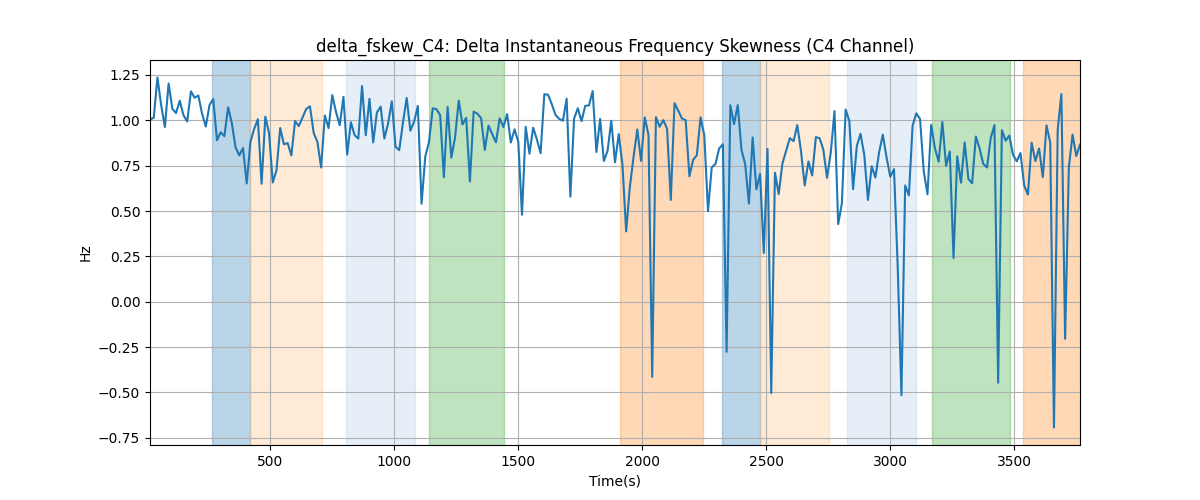 delta_fskew_C4: Delta Instantaneous Frequency Skewness (C4 Channel)
1.25
1.00
0.75
0.50
0.25
0.00
−0.25
−0.50
−0.75
Hz
500 1000 1500 2000 2500 3000 3500
Time(s)